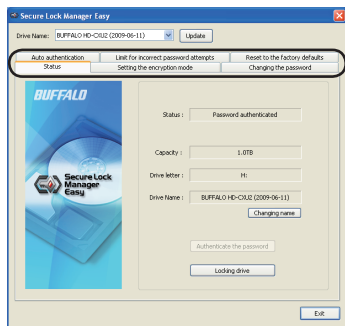 Secure Lock Manager Easy
Drive Name: BUFFALO HD-CXU2 (2009-06-11) Update
Auto authentication Limit for incorrect password attempts Reset to the factory defaults
Status Setting the encryption mode Changing the password
BUFFALO
Secure Lock
Manager
Easy
Status : Password authenticated
Capacity : 1.0TB
Drive letter : H:
Drive Name : BUFFALO HD-CXU2 (2009-06-11)
Changing name
Authenticate the password
Locking drive
Exit